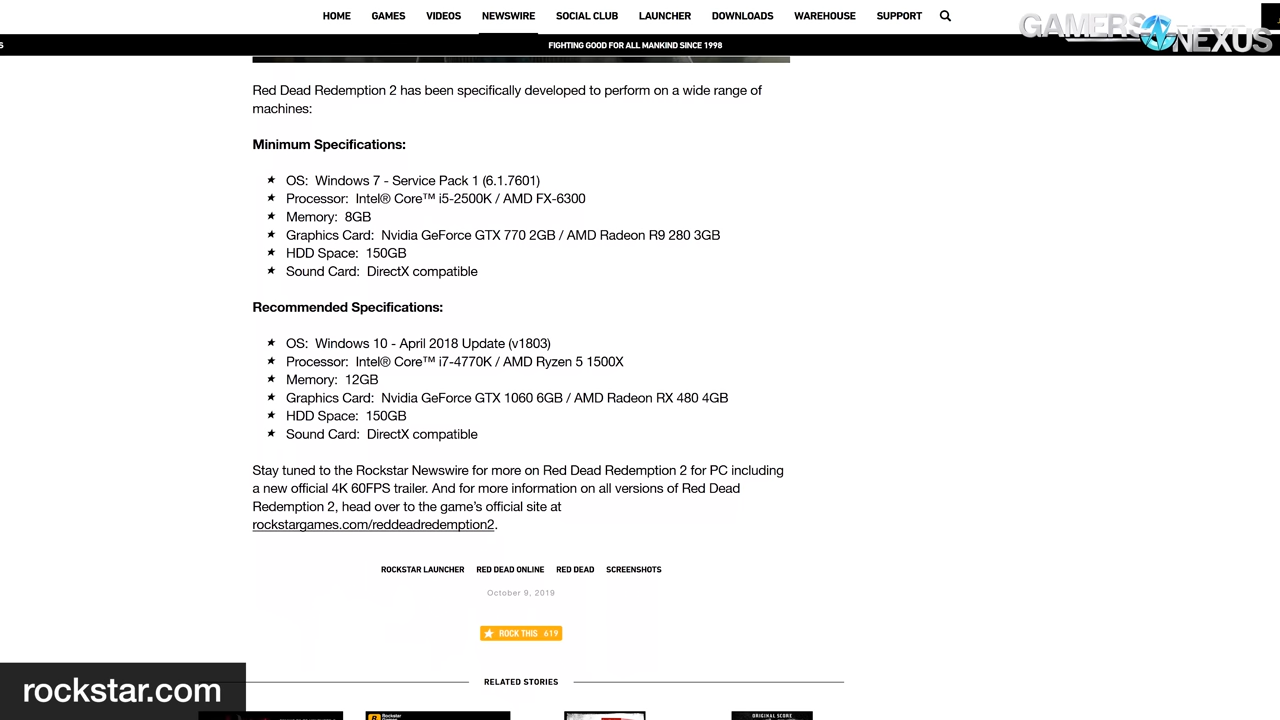 HOME GAMES VIDEOS NEWSWIRE SOCIAL CLUB LAUNCHER DOWNLOADS WAREHOUSE SUPPORT
GAMERS NEXUS
S FIGHTING GOOD FOR ALL MANKIND SINCE 1998
Red Dead Redemption 2 has been specifically developed to perform on a wide range of
machines:
Minimum Specifications:
OS: Windows 7 - Service Pack 1 (6.1.7601)
Processor: Intel® Core™ i5-2500K / AMD FX-6300
Memory: 8GB
Graphics Card: Nvidia GeForce GTX 770 2GB / AMD Radeon R9 280 3GB
HDD Space: 150GB
Sound Card: DirectX compatible
Recommended Specifications:
OS: Windows 10 - April 2018 Update (v1803)
Processor: Intel® Core™ i7-4770K / AMD Ryzen 5 1500X
Memory: 12GB
Graphics Card: Nvidia GeForce GTX 1060 6GB / AMD Radeon RX 480 4GB
HDD Space: 150GB
Sound Card: DirectX compatible
Stay tuned to the Rockstar Newswire for more on Red Dead Redemption 2 for PC including
a new official 4K 60FPS trailer. And for more information on all versions of Red Dead
Redemption 2, head over to the game's official site at
rockstargames.com/reddeadredemption2.
ROCKSTAR LAUNCHER RED DEAD ONLINE RED DEAD SCREENSHOTS
October 9, 2019
ROCK THIS 619
RELATED STORIES
rockstar.com
Rockstar
ORIGINAL SCORE